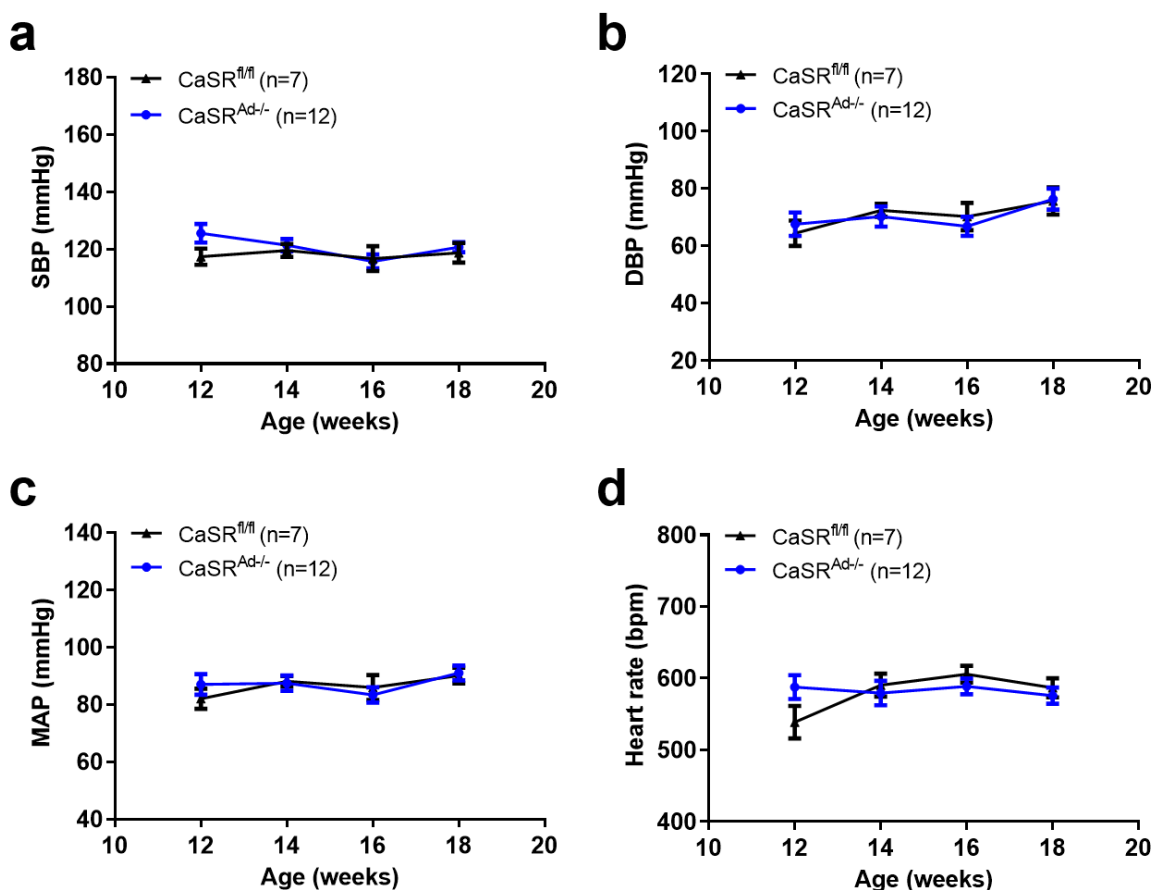 a
CaSR^fl/fl (n=7)
CaSR^Ad-/- (n=12)
180
160
140
120
100
80
SBP (mmHg)
10 12 14 16 18 20
Age (weeks)
b
CaSR^fl/fl (n=7)
CaSR^Ad-/- (n=12)
120
100
80
60
40
20
DBP (mmHg)
10 12 14 16 18 20
Age (weeks)
c
CaSR^fl/fl (n=7)
CaSR^Ad-/- (n=12)
140
120
100
80
60
40
MAP (mmHg)
10 12 14 16 18 20
Age (weeks)
d
CaSR^fl/fl (n=7)
CaSR^Ad-/- (n=12)
800
700
600
500
400
Heart rate (bpm)
10 12 14 16 18 20
Age (weeks)